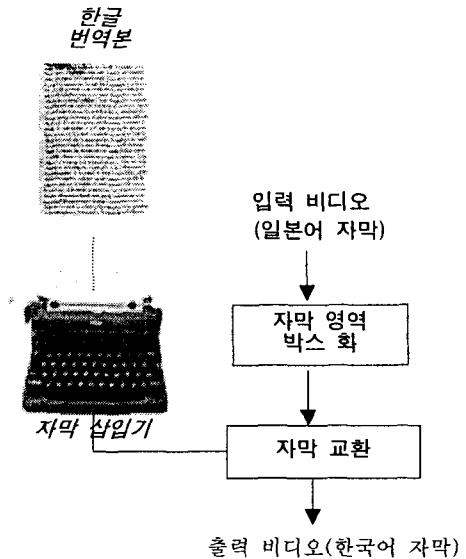 한글
번역본
입력 비디오
(일본어 자막)
자막 영역
박스 화
자막 삽입기
자막 교환
출력 비디오(한국어 자막)